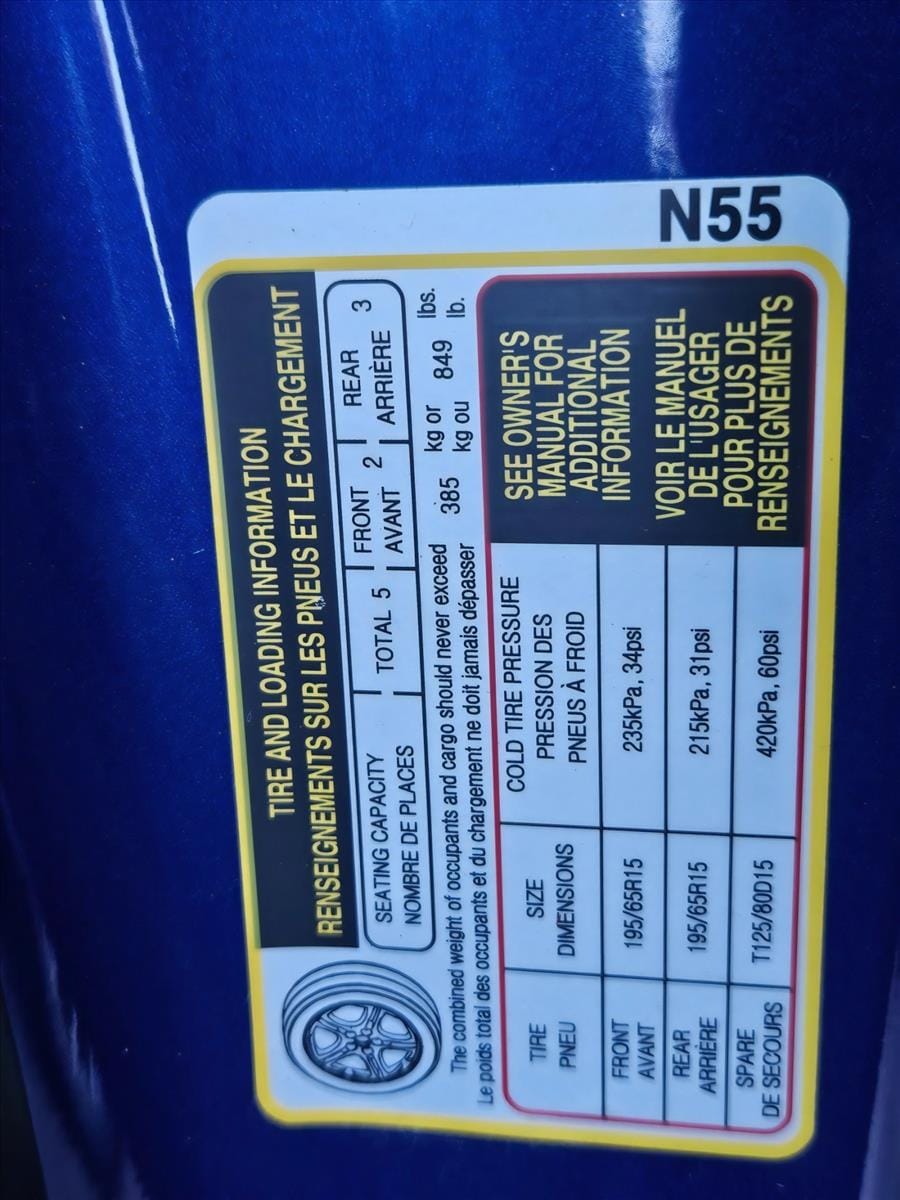 TIRE AND LOADING INFORMATION
RENSEIGNEMENTS SUR LES PNEUS ET LE CHARGEMENT
SEATING CAPACITY
NOMBRE DE PLACES
TOTAL 5
FRONT
AVANT
2
REAR
ARRIÈRE
3
The combined weight of occupants and cargo should never exceed
Le poids total des occupants et du chargement ne doit jamais dépasser
385
kg or
kg ou
849
lbs.
lb.
TIRE
PNEU
SIZE
DIMENSIONS
COLD TIRE PRESSURE
PRESSION DES
PNEUS À FROID
FRONT
AVANT
195/65R15
235kPa, 34psi
REAR
ARRIÈRE
195/65R15
215kPa, 31psi
SPARE
DE SECOURS
T125/80D15
420kPa, 60psi
SEE OWNER'S
MANUAL FOR
ADDITIONAL
INFORMATION
VOIR LE MANUEL
DE L'USAGER
POUR PLUS DE
RENSEIGNEMENTS
N55